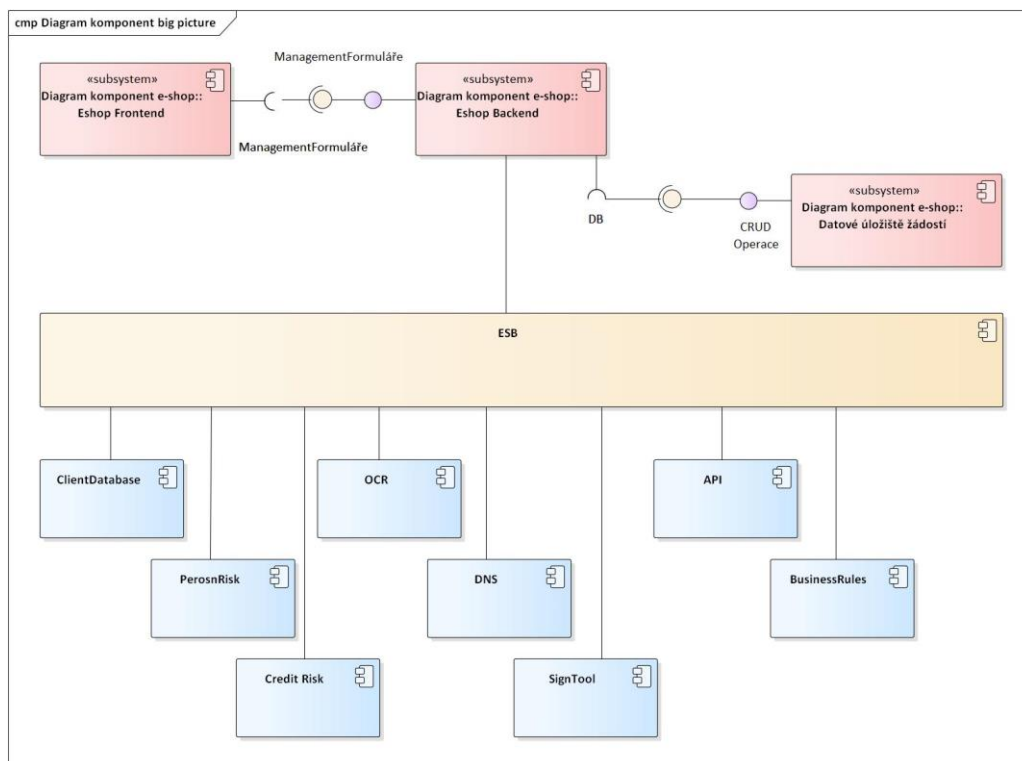 cmp Diagram komponent big picture
ManagementFormuláře
«subsystem»
Diagram komponent e-shop::
Eshop Frontend
«subsystem»
Diagram komponent e-shop::
Eshop Backend
ManagementFormuláře
«subsystem»
Diagram komponent e-shop::
Datové úložiště žádostí
DB
CRUD
Operace
ESB
ClientDatabase
OCR
API
PerosnRisk
DNS
BusinessRules
Credit Risk
SignTool